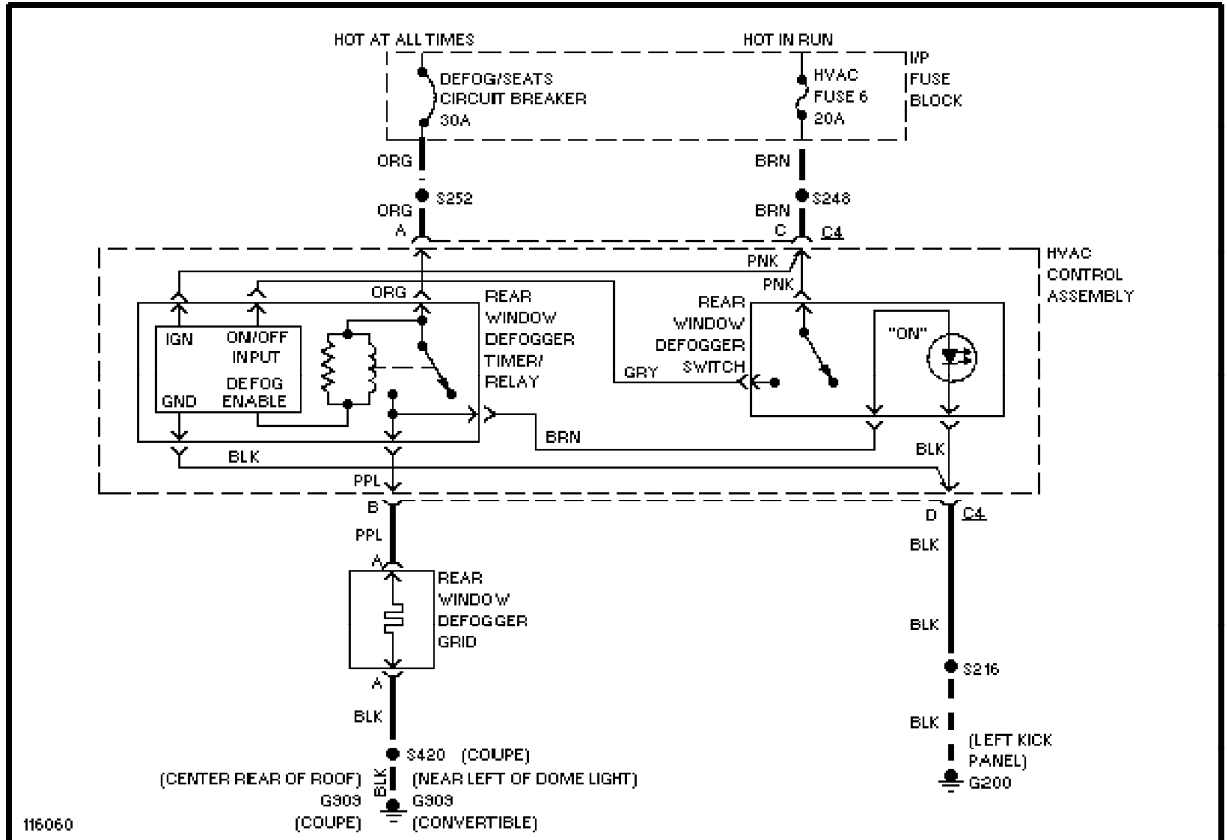 HOT AT ALL TIMES
HOT IN RUN
DEFOG/SEATS
CIRCUIT BREAKER
30A
HVAC
FUSE 6
20A
I/P
FUSE
BLOCK
ORG
BRN
S252
S248
ORG
BRN
A
C
C4
HVAC
CONTROL
ASSEMBLY
PNK
PNK
ORG
REAR
WINDOW
DEFOGGER
TIMER/
RELAY
REAR
WINDOW
DEFOGGER
SWITCH
"ON"
IGN
ON/OFF
INPUT
DEFOG
ENABLE
GND
GRY
BRN
BLK
BLK
PPL
B
D
C4
PPL
BLK
A
REAR
WINDOW
DEFOGGER
GRID
A
BLK
BLK
S216
BLK
BLK
S420 (COUPE)
(CENTER REAR OF ROOF)
(NEAR LEFT OF DOME LIGHT)
G909
(COUPE)
G909
(CONVERTIBLE)
(LEFT KICK
PANEL)
G200
116060